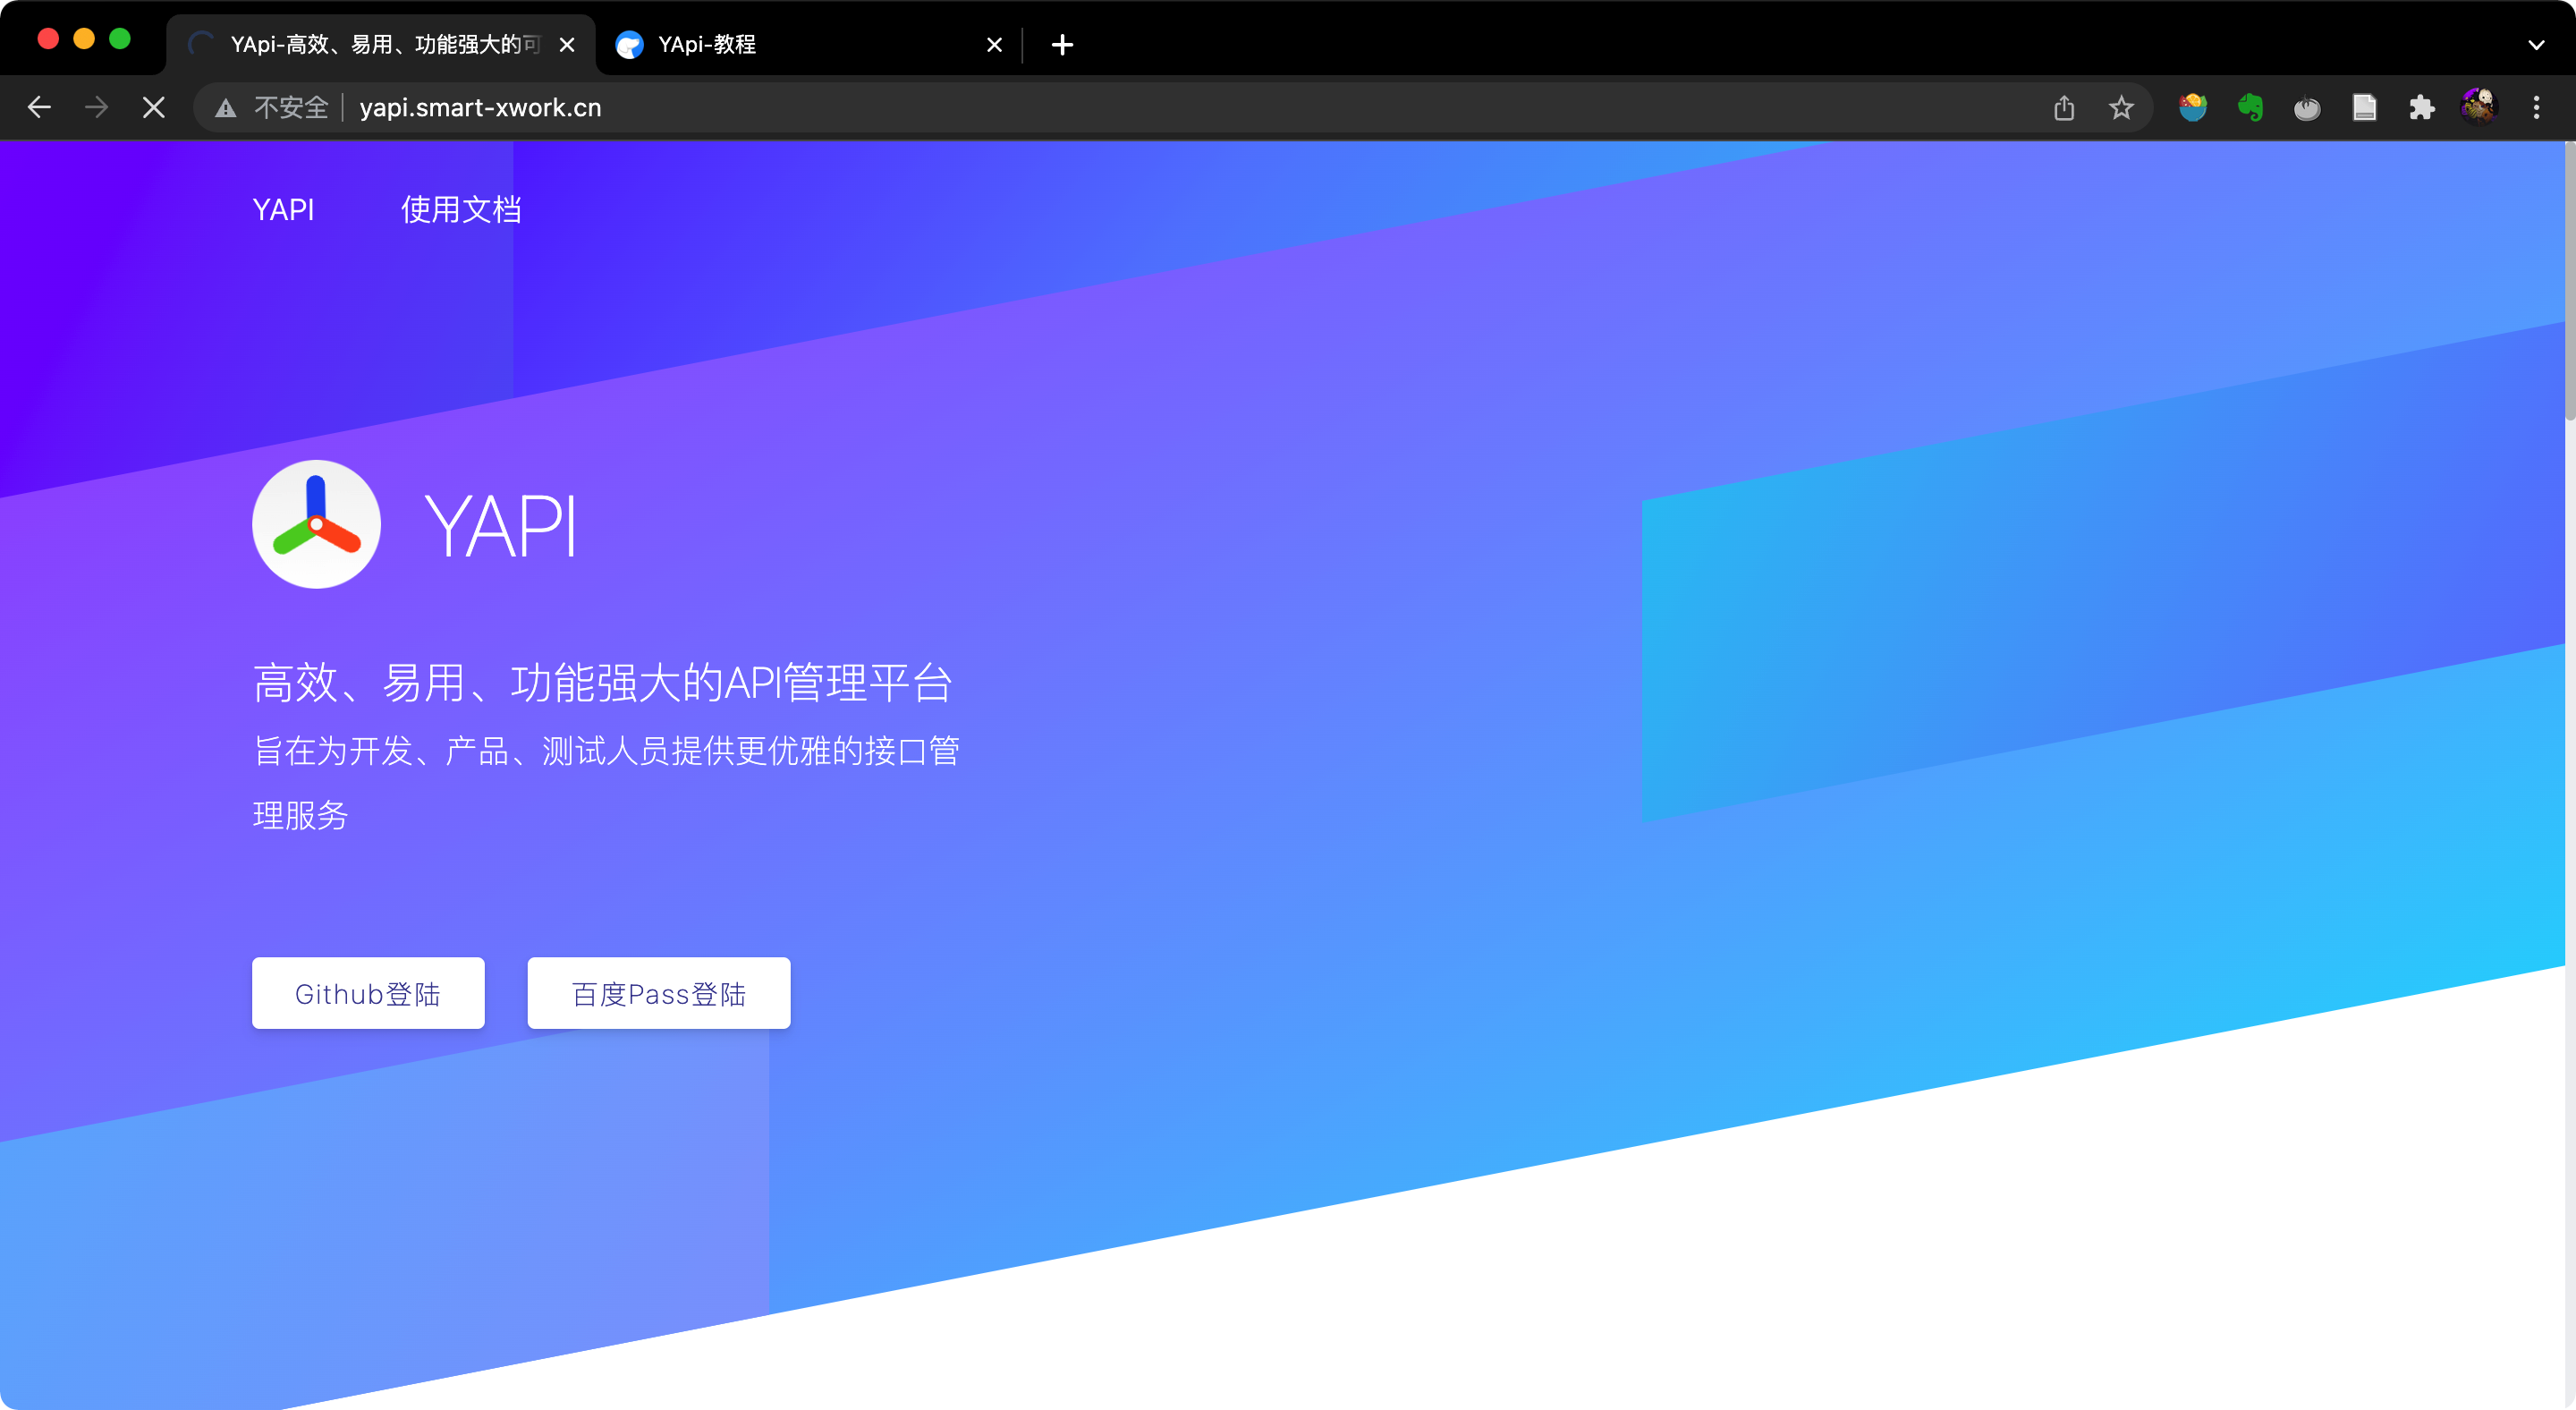 YApi-高效、易用、功能强大的可
YApi-教程
不安全
yapi.smart-xwork.cn
YAPI
使用文档
YAPI
高效、易用、功能强大的API管理平台
旨在为开发、产品、测试人员提供更优雅的接口管
理服务
Github登陆
百度Pass登陆